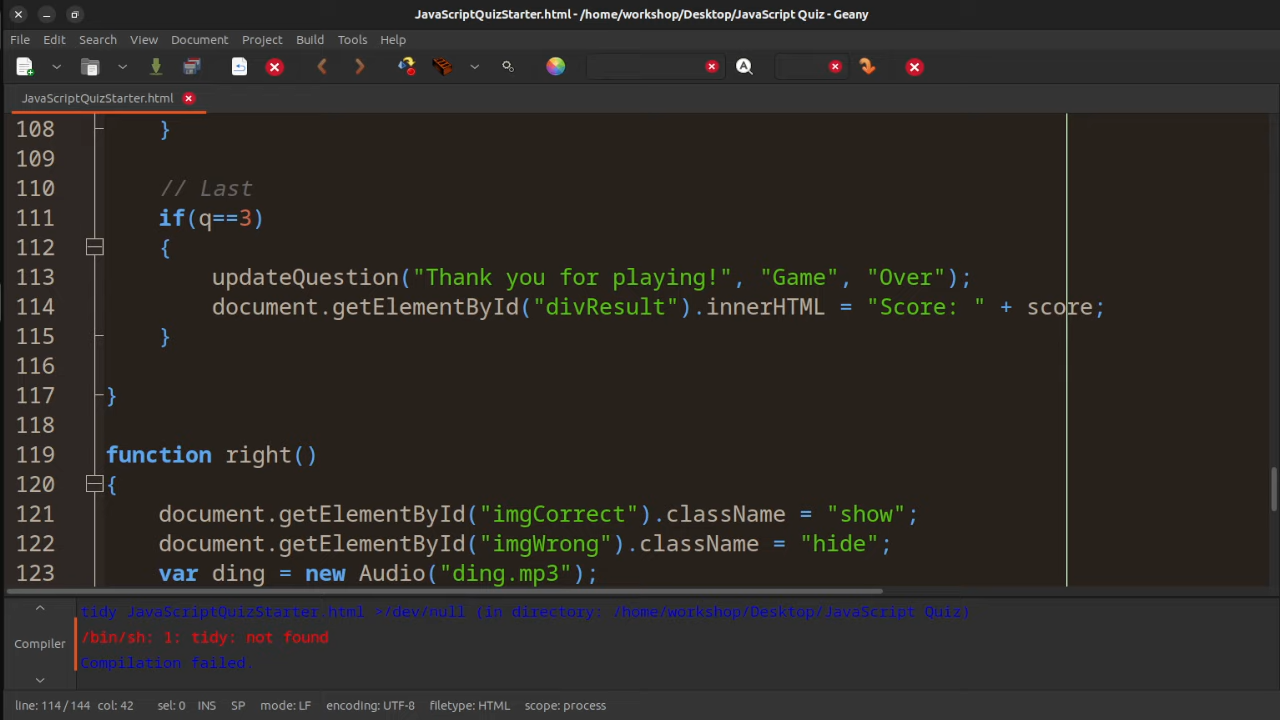 JavaScriptQuizStarter.html - /home/workshop/Desktop/JavaScript Quiz - Geany
File Edit Search View Document Project Build Tools Help
JavaScriptQuizStarter.html
108 }
109
110 // Last
111 if(q==3)
112 {
113 updateQuestion("Thank you for playing!", "Game", "Over");
114 document.getElementById("divResult").innerHTML = "Score: " + score;
115 }
116
117 }
118
119 function right()
120 {
121 document.getElementById("imgCorrect").className = "show";
122 document.getElementById("imgWrong").className = "hide";
123 var ding = new Audio("ding.mp3");
Compiler
tidy JavaScriptQuizStarter.html >/dev/null (in directory: /home/workshop/Desktop/JavaScript Quiz)
/bin/sh: 1: tidy: not found
Compilation failed.
line: 114/144 col: 42 sel: 0 INS SP mode: LF encoding: UTF-8 filetype: HTML scope: process